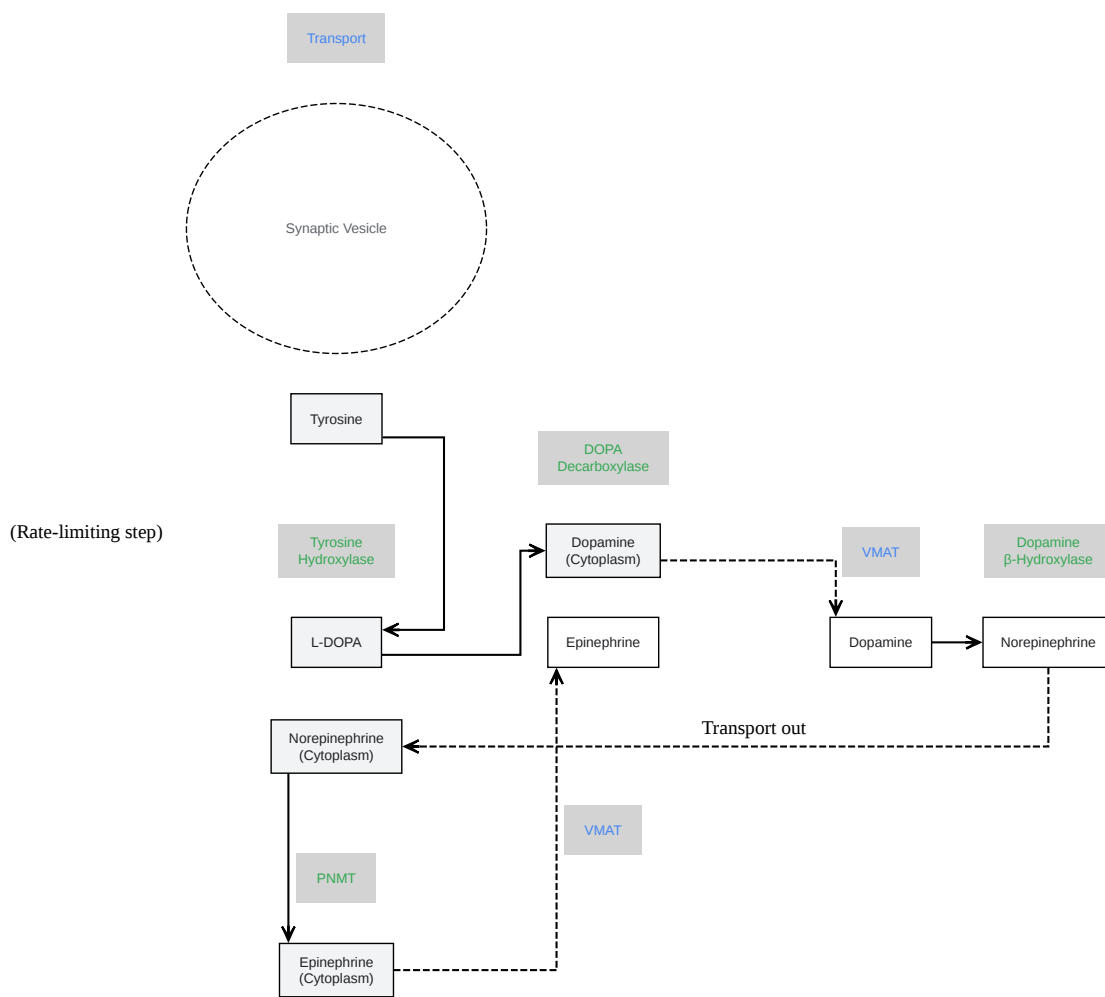 Transport
Synaptic Vesicle
Tyrosine
DOPA
Decarboxylase
(Rate-limiting step)
Tyrosine
Hydroxylase
Dopamine
(Cytoplasm)
VMAT
Dopamine
β-Hydroxylase
L-DOPA
Epinephrine
Dopamine
Norepinephrine
Transport out
Norepinephrine
(Cytoplasm)
VMAT
PNMT
Epinephrine
(Cytoplasm)